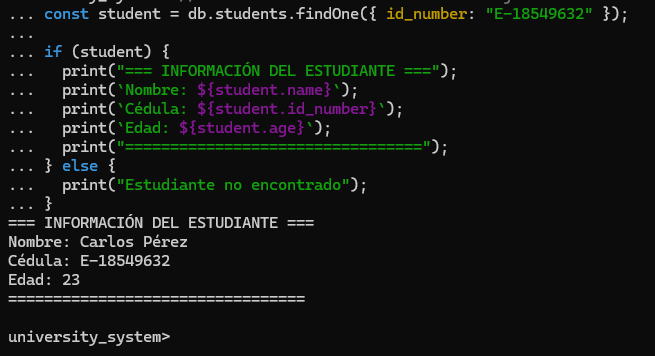 ... const student = db.students.findOne({ id_number: "E-18549632" });
...
... if (student) {
...   print("=== INFORMACIÓN DEL ESTUDIANTE ===");
...   print(`Nombre: ${student.name}`);
...   print(`Cédula: ${student.id_number}`);
...   print(`Edad: ${student.age}`);
...   print("=================================");
... } else {
...   print("Estudiante no encontrado");
... }
=== INFORMACIÓN DEL ESTUDIANTE ===
Nombre: Carlos Pérez
Cédula: E-18549632
Edad: 23
=================================
university_system>